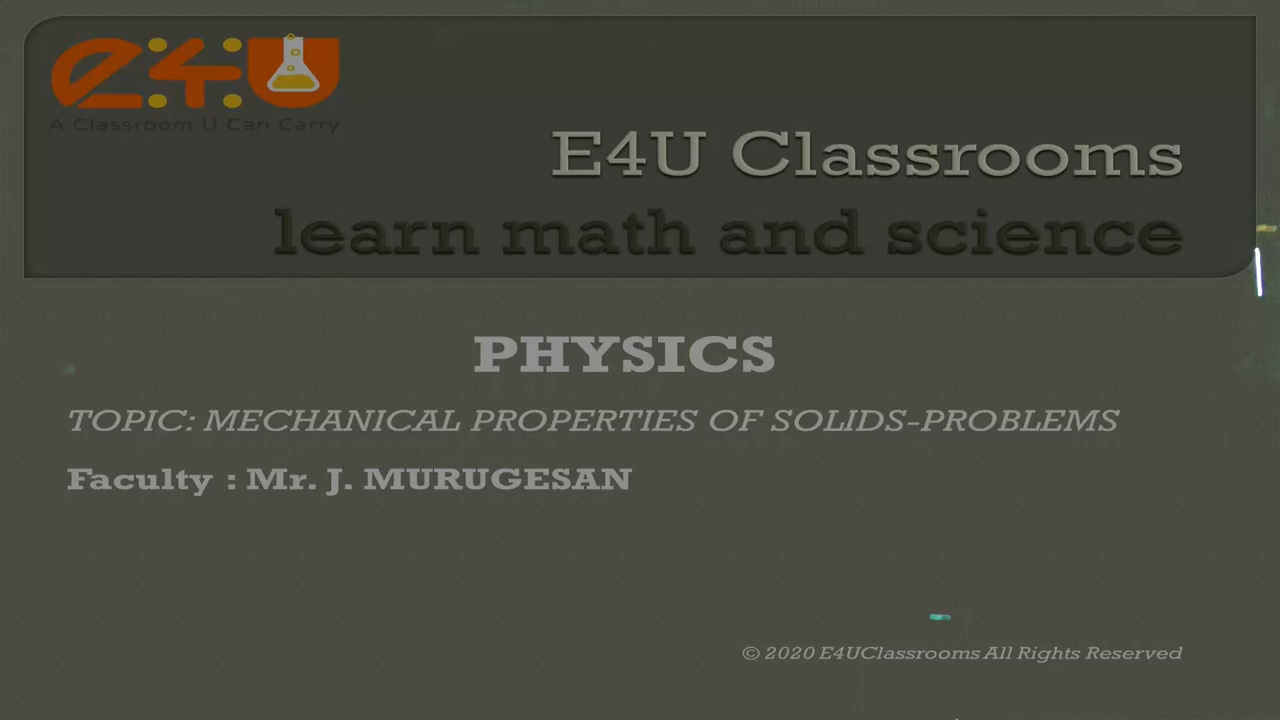 e4U
A Classroom U Can Carry
E4U Classrooms
learn math and science
PHYSICS
TOPIC: MECHANICAL PROPERTIES OF SOLIDS-PROBLEMS
Faculty : Mr. J. MURUGESAN
© 2020 E4UClassrooms All Rights Reserved